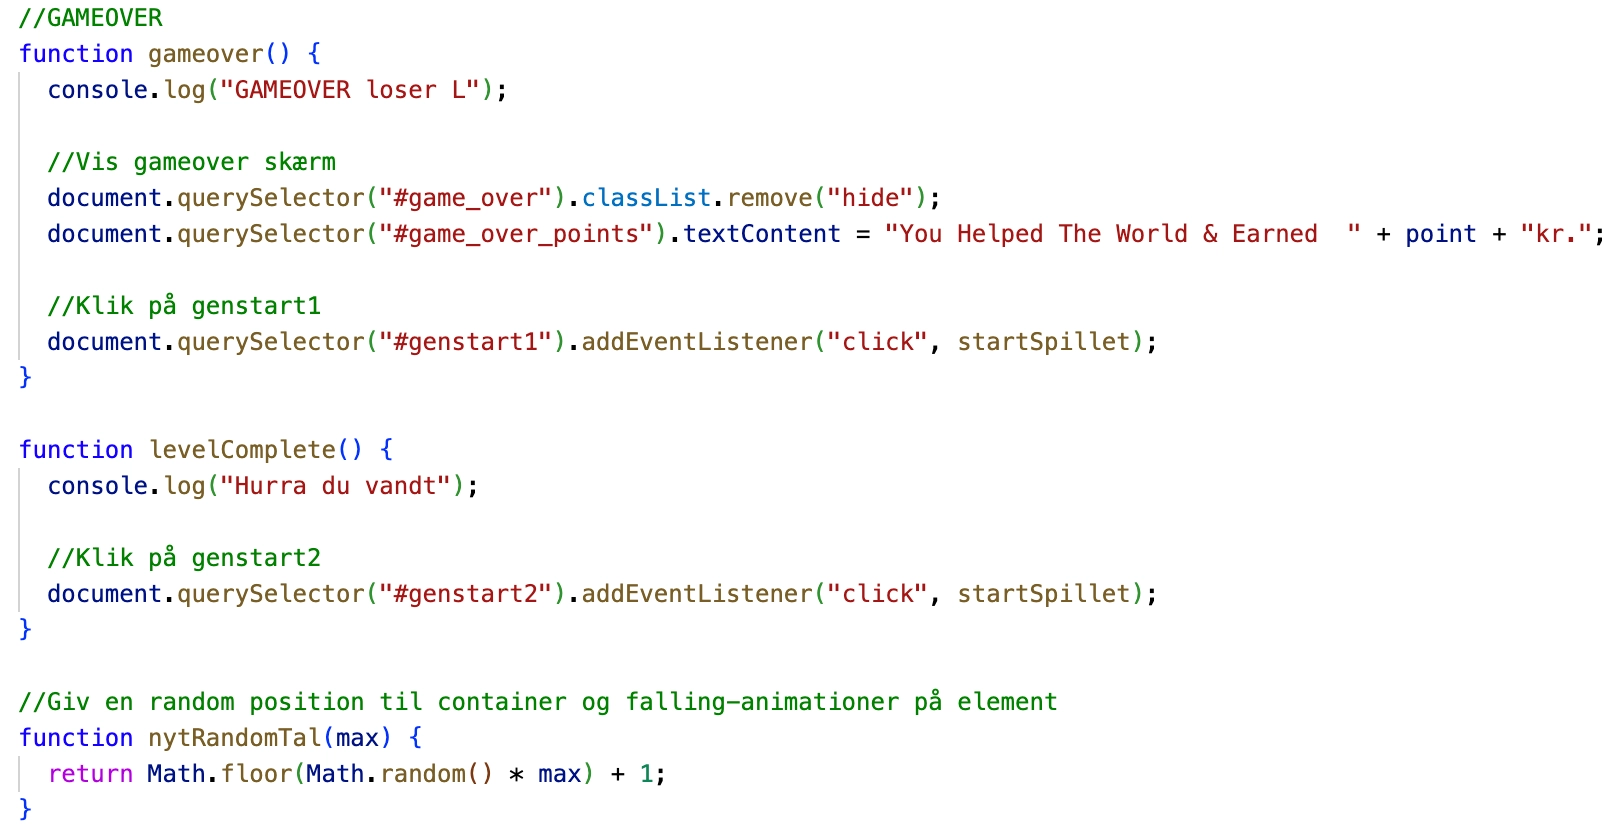 //GAMEOVER
function gameover() {
  console.log("GAMEOVER loser L");

  //Vis gameover skærm
  document.querySelector("#game_over").classList.remove("hide");
  document.querySelector("#game_over_points").textContent = "You Helped The World & Earned  " + point + "kr.";

  //Klik på genstart1
  document.querySelector("#genstart1").addEventListener("click", startSpillet);
}

function levelComplete() {
  console.log("Hurra du vandt");

  //Klik på genstart2
  document.querySelector("#genstart2").addEventListener("click", startSpillet);
}

//Giv en random position til container og falling-animationer på element
function nytRandomTal(max) {
  return Math.floor(Math.random() * max) + 1;
}